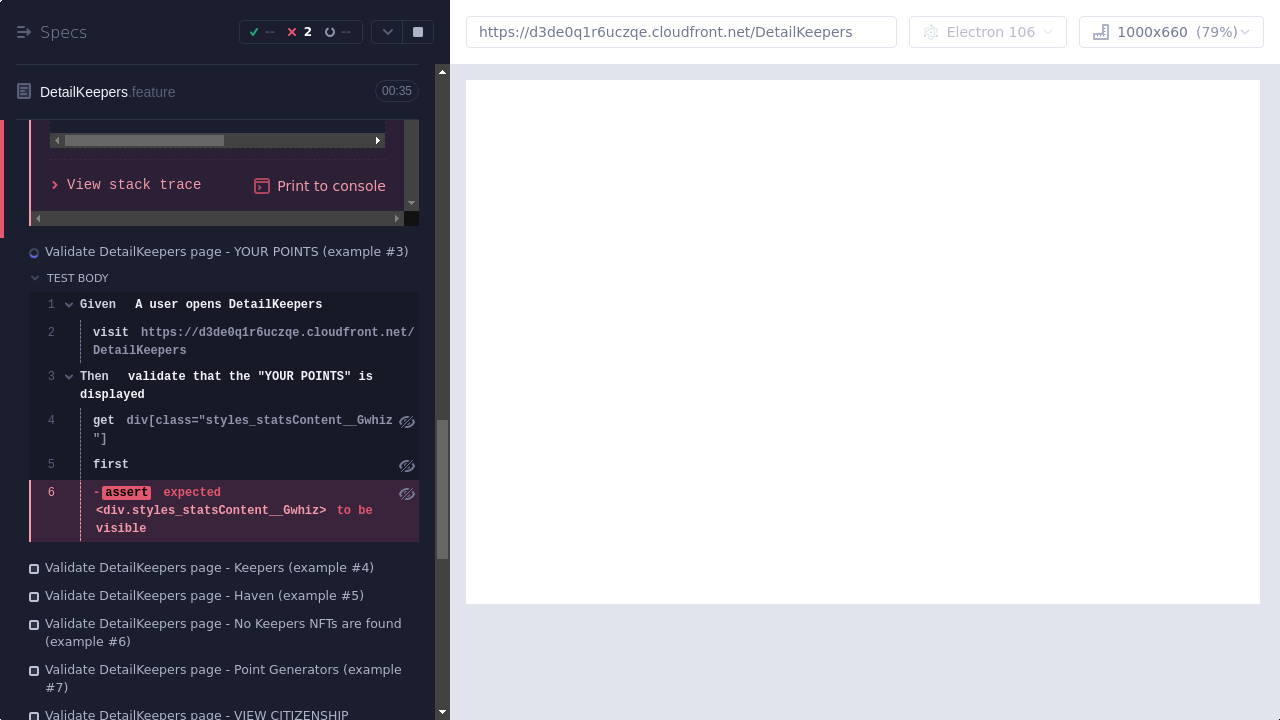 Specs
-- 2 --
DetailKeepers.feature
00:35
View stack trace
Print to console
Validate DetailKeepers page - YOUR POINTS (example #3)
TEST BODY
1 Given A user opens DetailKeepers
2 visit https://d3de0q1r6uczqe.cloudfront.net/
DetailKeepers
3 Then validate that the "YOUR POINTS" is
displayed
4 get div[class="styles_statsContent__Gwhiz
"]
5 first
6 -assert expected
<div.styles_statsContent__Gwhiz> to be
visible
Validate DetailKeepers page - Keepers (example #4)
Validate DetailKeepers page - Haven (example #5)
Validate DetailKeepers page - No Keepers NFTs are found
(example #6)
Validate DetailKeepers page - Point Generators (example
#7)
Validate DetailKeepers page - VIEW CITIZENSHIP
https://d3de0q1r6uczqe.cloudfront.net/DetailKeepers
Electron 106
1000x660 (79%)